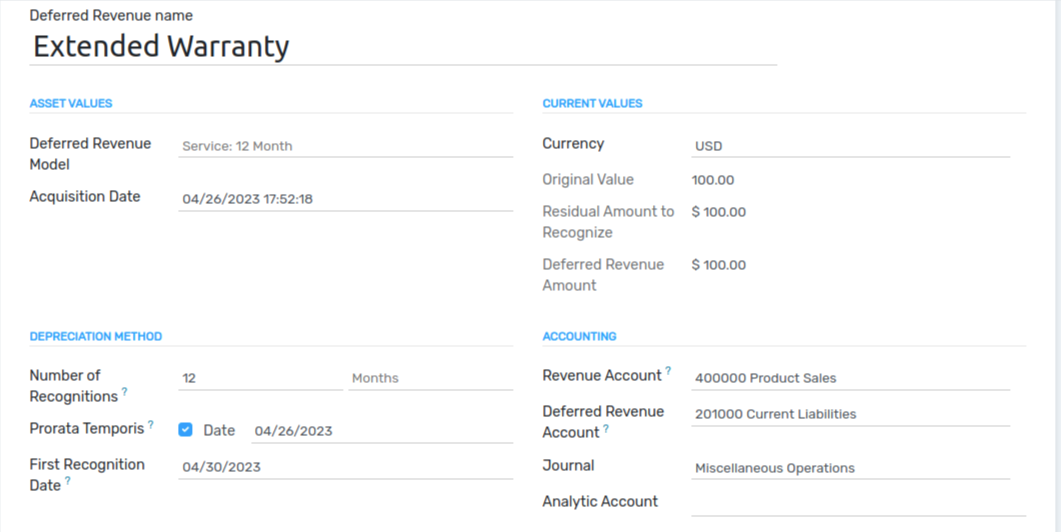 Deferred Revenue name
Extended Warranty
ASSET VALUES
Deferred Revenue
Model
Service: 12 Month
Acquisition Date
04/26/2023 17:52:18
CURRENT VALUES
Currency
USD
Original Value
100.00
Residual Amount to
Recognize
$ 100.00
Deferred Revenue
Amount
$ 100.00
DEPRECIATION METHOD
Number of
Recognitions ?
12
Months
Prorata Temporis ?
Date
04/26/2023
First Recognition
Date ?
04/30/2023
ACCOUNTING
Revenue Account ?
400000 Product Sales
Deferred Revenue
Account ?
201000 Current Liabilities
Journal
Miscellaneous Operations
Analytic Account